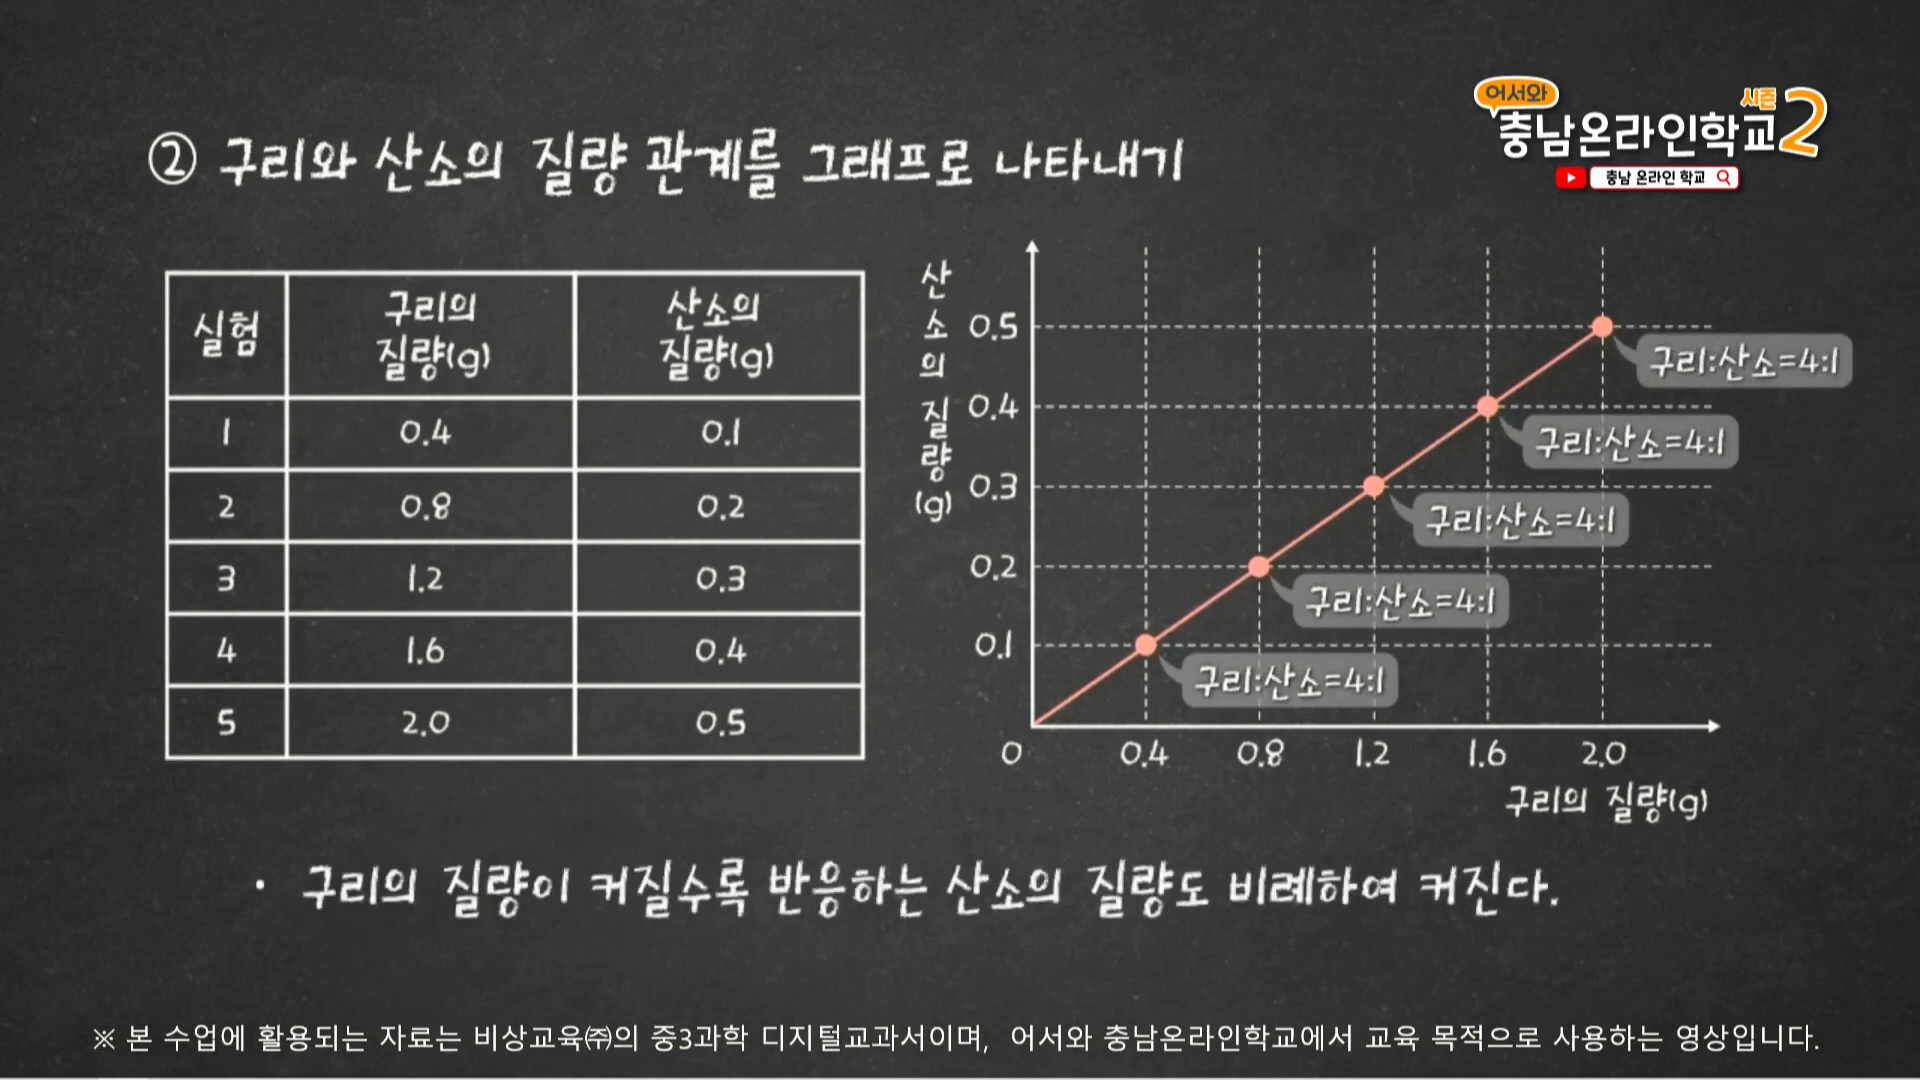 어서와
시즌
충남온라인학교2
충남 온라인 학교
② 구리와 산소의 질량 관계를 그래프로 나타내기
실험 구리의 질량(g) 산소의 질량(g)
1 0.4 0.1
2 0.8 0.2
3 1.2 0.3
4 1.6 0.4
5 2.0 0.5
산소의 질량(g)
0.5
0.4
0.3
0.2
0.1
구리:산소=4:1
구리:산소=4:1
구리:산소=4:1
구리:산소=4:1
구리:산소=4:1
0 0.4 0.8 1.2 1.6 2.0
구리의 질량(g)
· 구리의 질량이 커질수록 반응하는 산소의 질량도 비례하여 커진다.
※ 본 수업에 활용되는 자료는 비상교육㈜의 중3과학 디지털교과서이며, 어서와 충남온라인학교에서 교육 목적으로 사용하는 영상입니다.